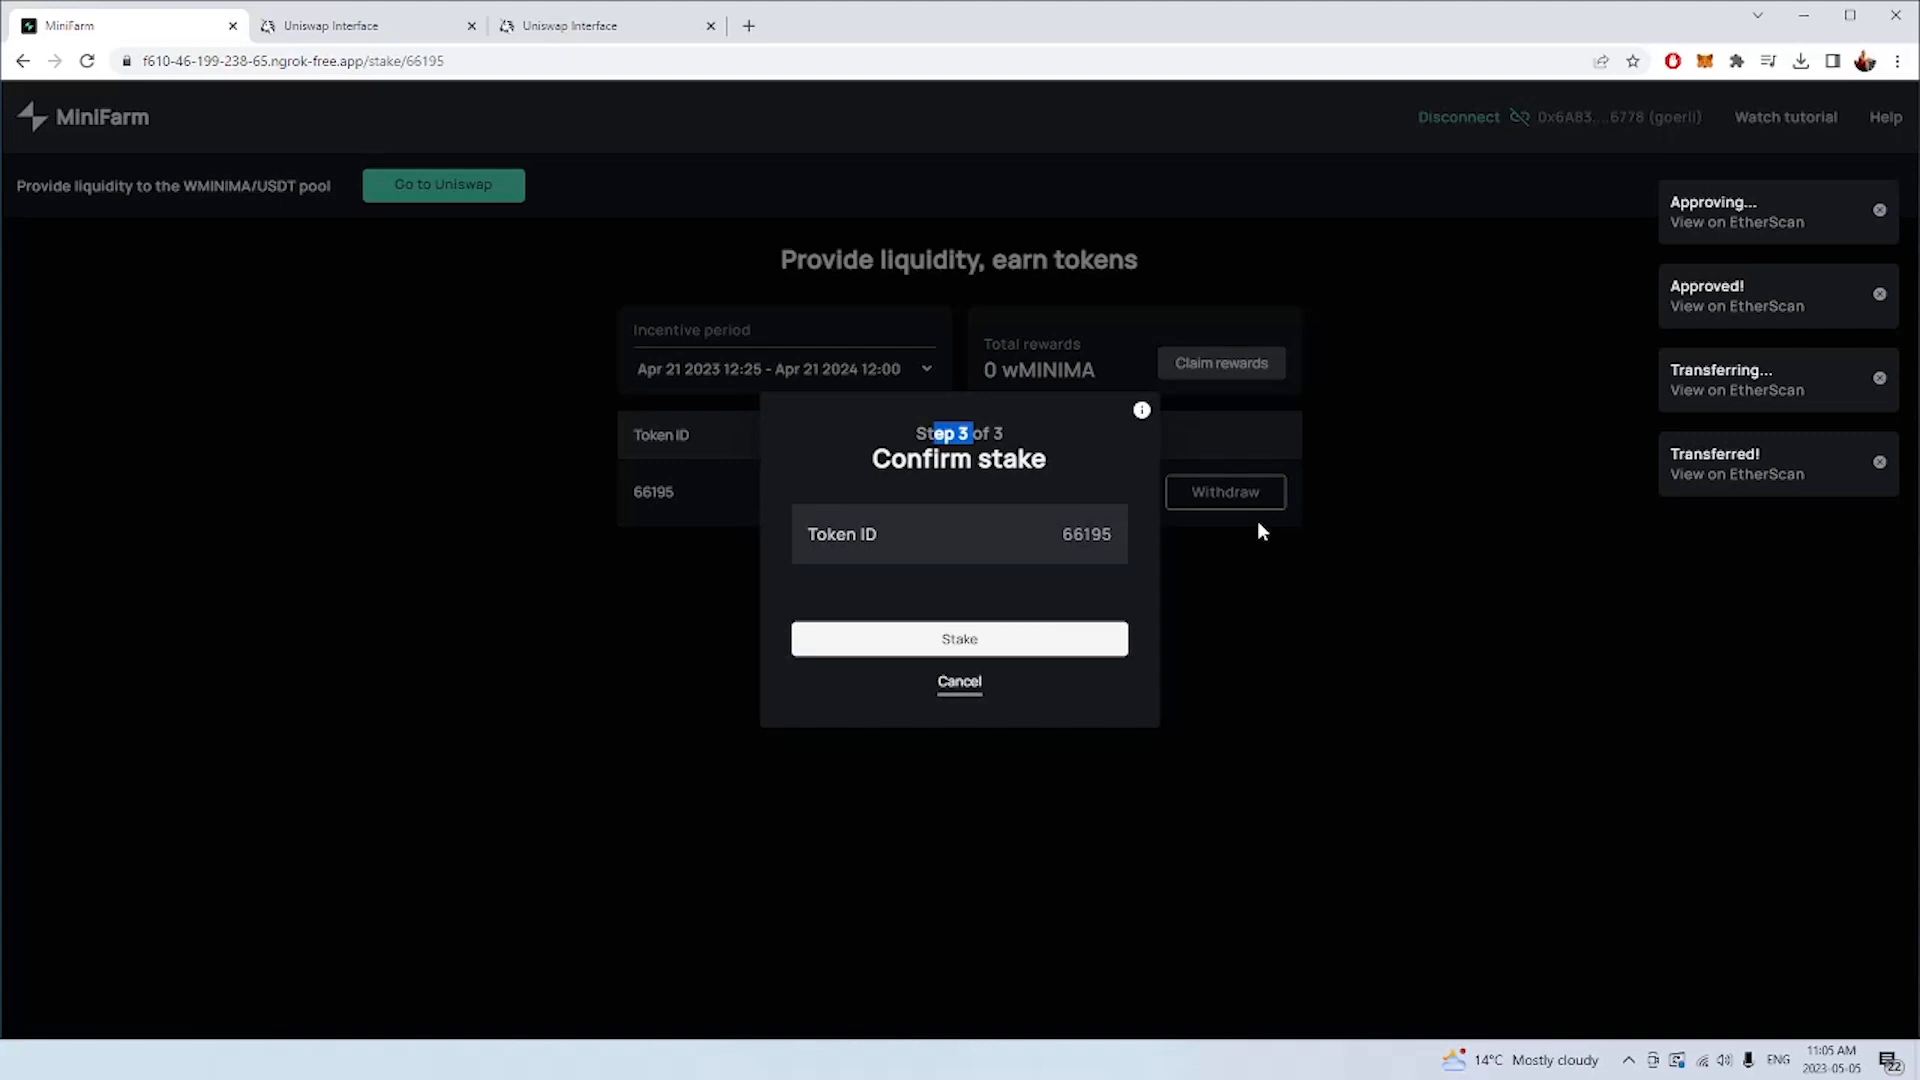 MiniFarm
Uniswap Interface
Uniswap Interface
f610-46-199-238-65.ngrok-free.app/stake/66195
MiniFarm
Disconnect 0x6A83....6778 (goerli) Watch tutorial Help
Provide liquidity to the WMINIMA/USDT pool Go to Uniswap
Approving...
View on EtherScan
Approved!
View on EtherScan
Transferring...
View on EtherScan
Transferred!
View on EtherScan
Provide liquidity, earn tokens
Incentive period
Apr 21 2023 12:25 - Apr 21 2024 12:00
Total rewards
0 wMINIMA
Claim rewards
Token ID
66195
Withdraw
Step 3 of 3
Confirm stake
Token ID 66195
Stake
Cancel
14°C Mostly cloudy
ENG
11:05 AM
2023-05-05
22